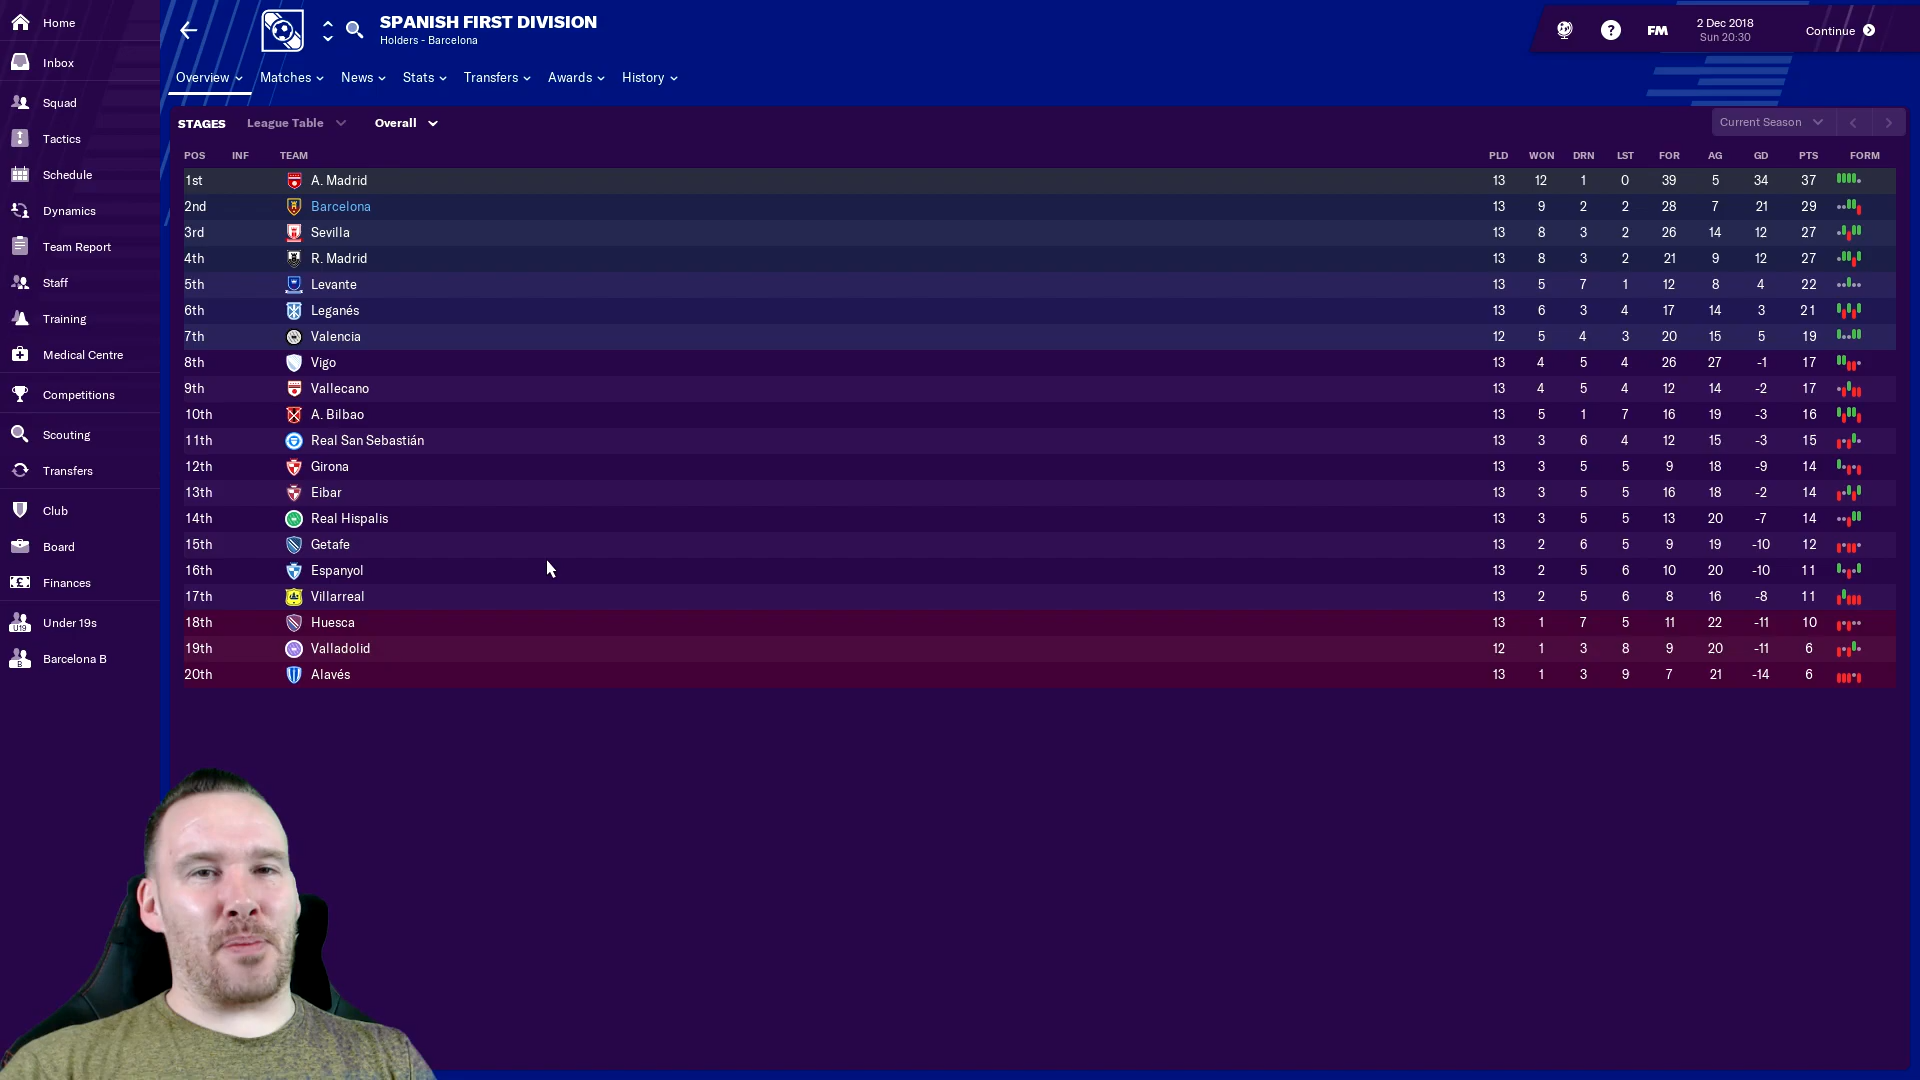 Home
Inbox
Squad
Tactics
Schedule
Dynamics
Team Report
Staff
Training
Medical Centre
Competitions
Scouting
Transfers
Club
Board
Finances
U19 Under 19s
B Barcelona B
SPANISH FIRST DIVISION
Holders - Barcelona
? FM 2 Dec 2018 Continue
Sun 20:30
Overview Matches News Stats Transfers Awards History
STAGES League Table Overall Current Season
POS INF TEAM PLD WON DRN LST FOR AG GD PTS FORM
1st A. Madrid 13 12 1 0 39 5 34 37
2nd Barcelona 13 9 2 2 28 7 21 29
3rd Sevilla 13 8 3 2 26 14 12 27
4th R. Madrid 13 8 3 2 21 9 12 27
5th Levante 13 5 7 1 12 8 4 22
6th Leganés 13 6 3 4 17 14 3 21
7th Valencia 12 5 4 3 20 15 5 19
8th Vigo 13 4 5 4 26 27 -1 17
9th Vallecano 13 4 5 4 12 14 -2 17
10th A. Bilbao 13 5 1 7 16 19 -3 16
11th Real San Sebastián 13 3 6 4 12 15 -3 15
12th Girona 13 3 5 5 9 18 -9 14
13th Eibar 13 3 5 5 16 18 -2 14
14th Real Hispalis 13 3 5 5 13 20 -7 14
15th Getafe 13 2 6 5 9 19 -10 12
16th Espanyol 13 2 5 6 10 20 -10 11
17th Villarreal 13 2 5 6 8 16 -8 11
18th Huesca 13 1 7 5 11 22 -11 10
19th Valladolid 12 1 3 8 9 20 -11 6
20th Alavés 13 1 3 9 7 21 -14 6